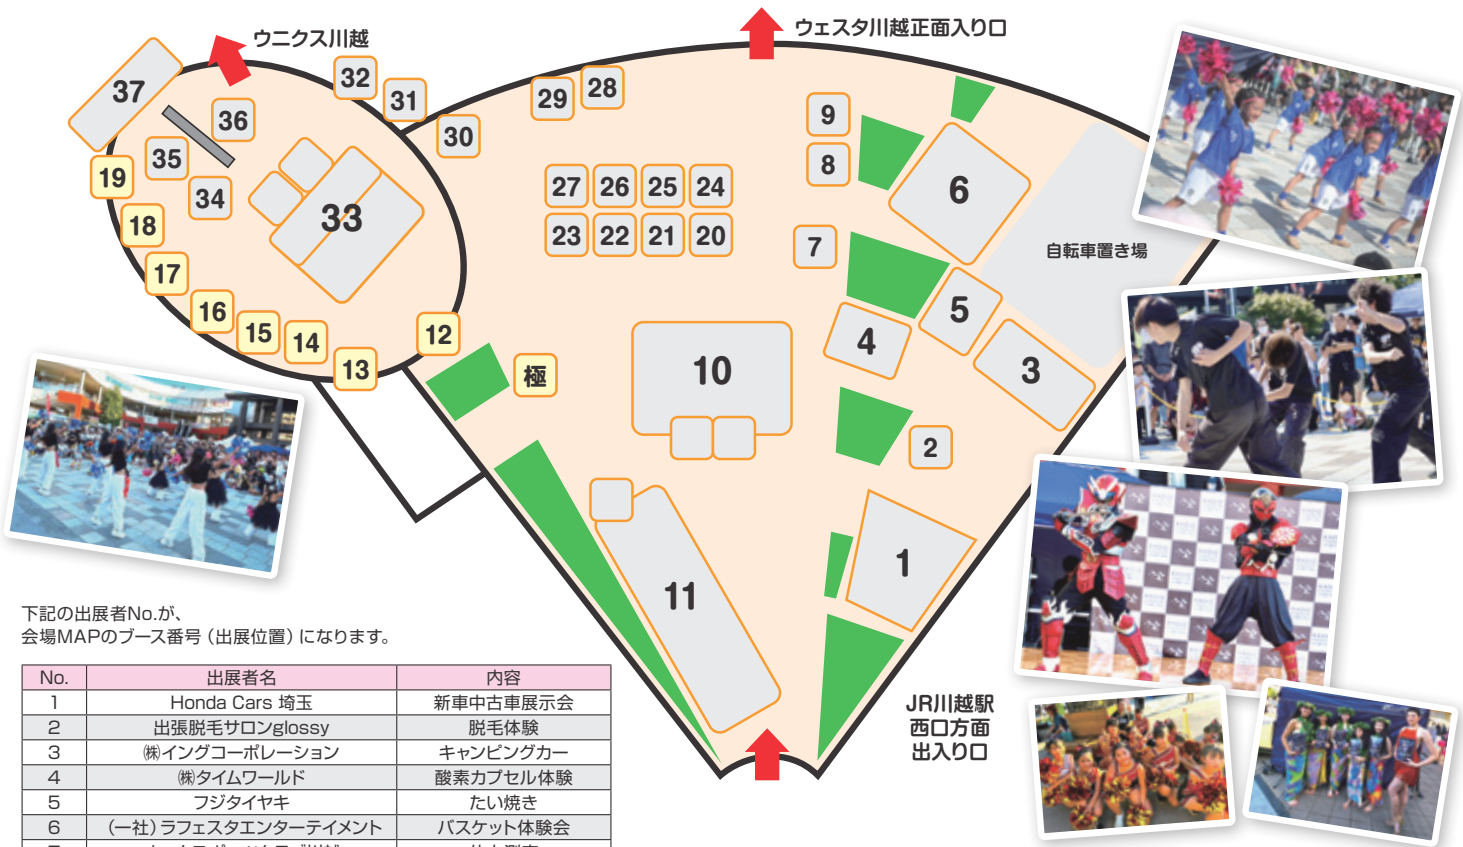 ウニクス川越
ウェスタ川越正面入り口
37
36
35
34
33
32
31
30
29
28
19
18
17
16
15
14
13
12
極
27 26 25 24
23 22 21 20
9
8
7
6
5
4
3
2
1
10
11
自転車置き場
JR川越駅
西口方面
出入り口
下記の出展者No.が、
会場MAPのブース番号（出展位置）になります。
No. 出展者名 内容
1 Honda Cars 埼玉 新車中古車展示会
2 出張脱毛サロンglossy 脱毛体験
3 ㈱イングコーポレーション キャンピングカー
4 ㈱タイムワールド 酸素カプセル体験
5 フジタイヤキ たい焼き
6 （一社）ラフェスタエンターテイメント バスケット体験会